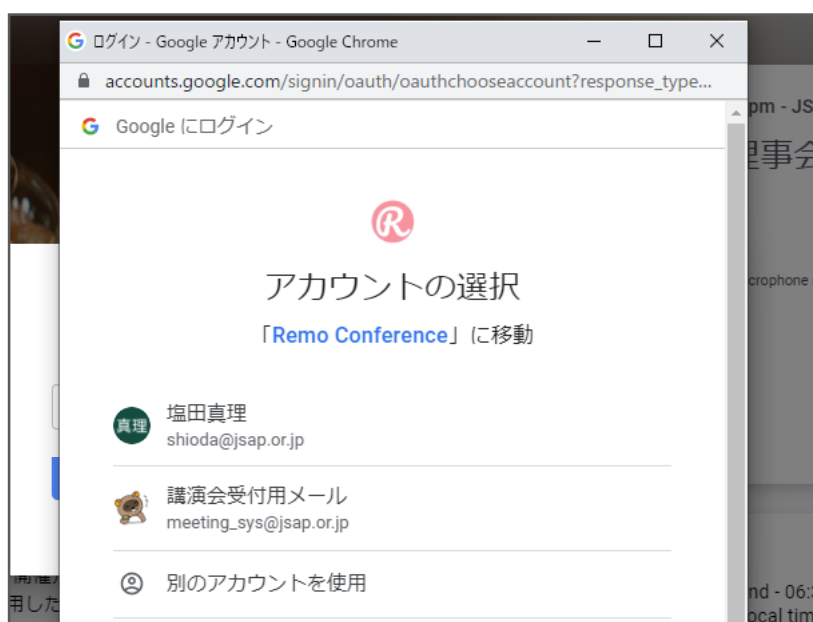 ログイン - Google アカウント - Google Chrome
accounts.google.com/signin/oauth/oauthchooseaccount?response_type...
G Google にログイン
pm - JS
理事会
R
アカウントの選択
「Remo Conference」に移動
crophone
塩田真理
真理
shioda@jsap.or.jp
講演会受付用メール
meeting_sys@jsap.or.jp
別のアカウントを使用
用した
nd - 06:
ocal tim